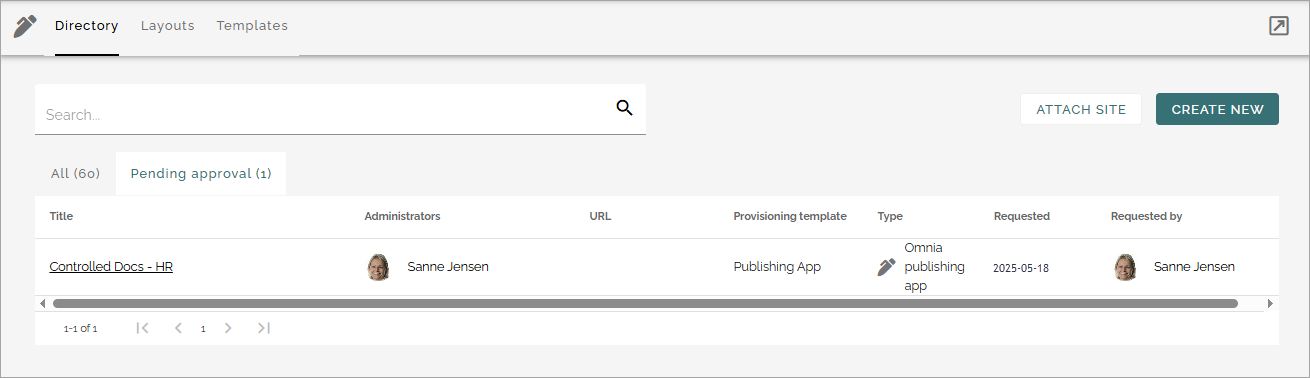 Directory Layouts Templates
Search...
ATTACH SITE CREATE NEW
All (60) Pending approval (1)
Title Administrators URL Provisioning template Type Requested Requested by
Controlled Docs - HR Sanne Jensen Publishing App Omnia publishing app 2025-05-18 Sanne Jensen
1-1 of 1 1